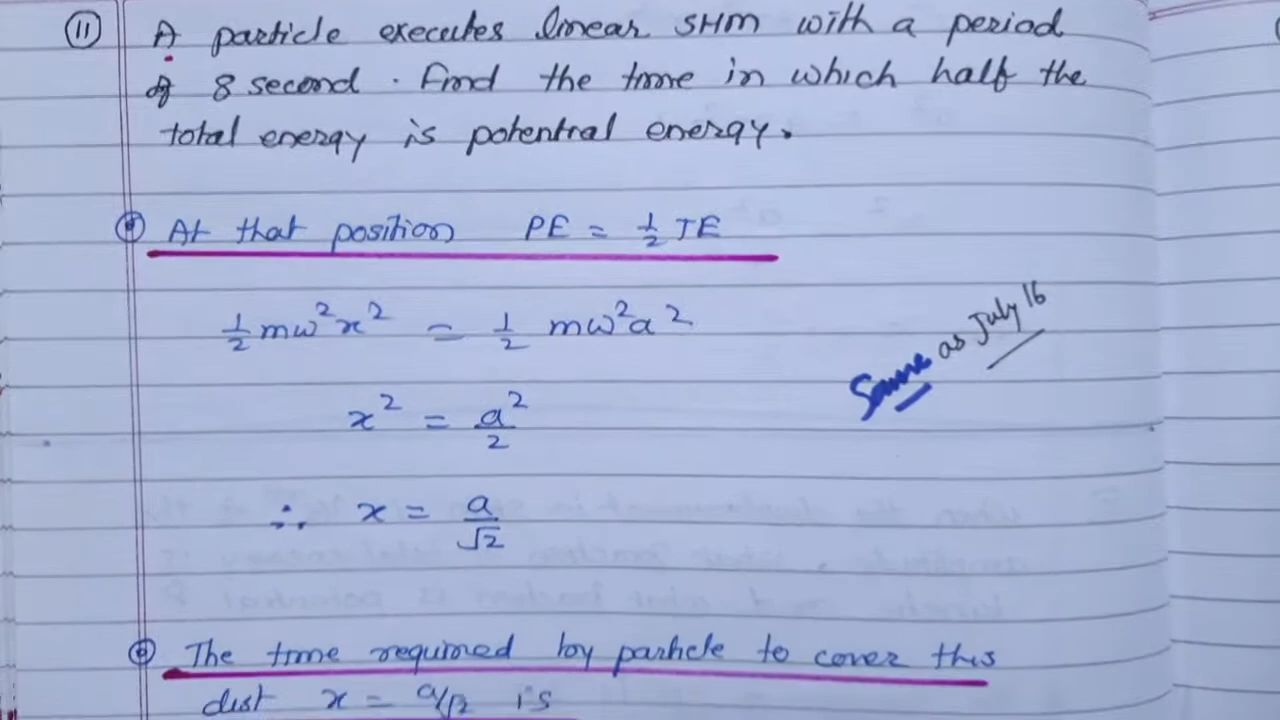 11 A particle executes linear SHM with a period
of 8 second. Find the time in which half the
total energy is potential energy.
At that position PE = 1/2 TE
1/2 mω²x² = 1/2 mω²a²
Same as July 16
x² = a²/2
∴ x = a/√2
The time required by particle to cover this
dist x = a/√2 is